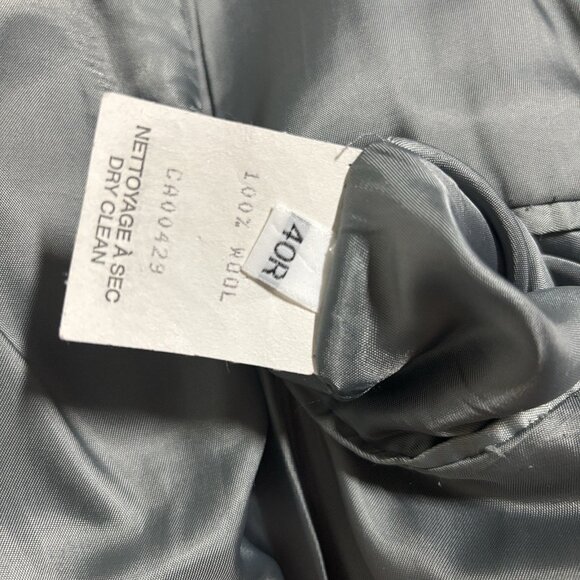 40R
100% WOOL
CA00429
NETTOYAGE À SEC
DRY CLEAN